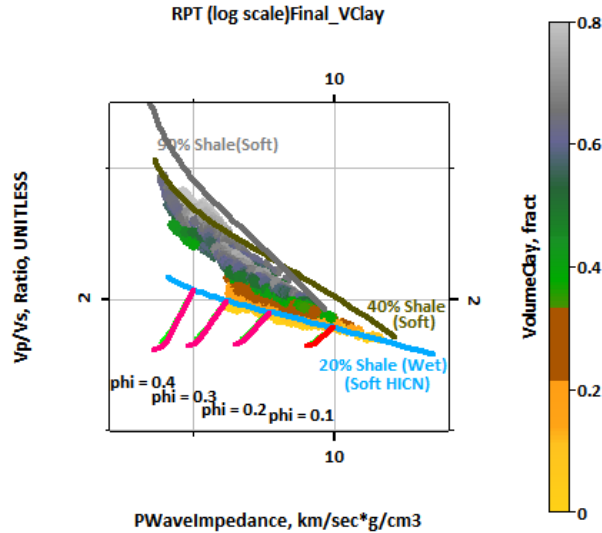 RPT (log scale)Final_VClay
10
0.8
90% Shale(Soft)
0.6
Vp/Vs, Ratio, UNITLESS
VolumeClay, fract
0.4
2
2
40% Shale
(Soft)
20% Shale (Wet)
(Soft HICN)
phi = 0.4
phi = 0.3
phi = 0.2
phi = 0.1
0.2
10
0
PWaveImpedance, km/sec*g/cm3